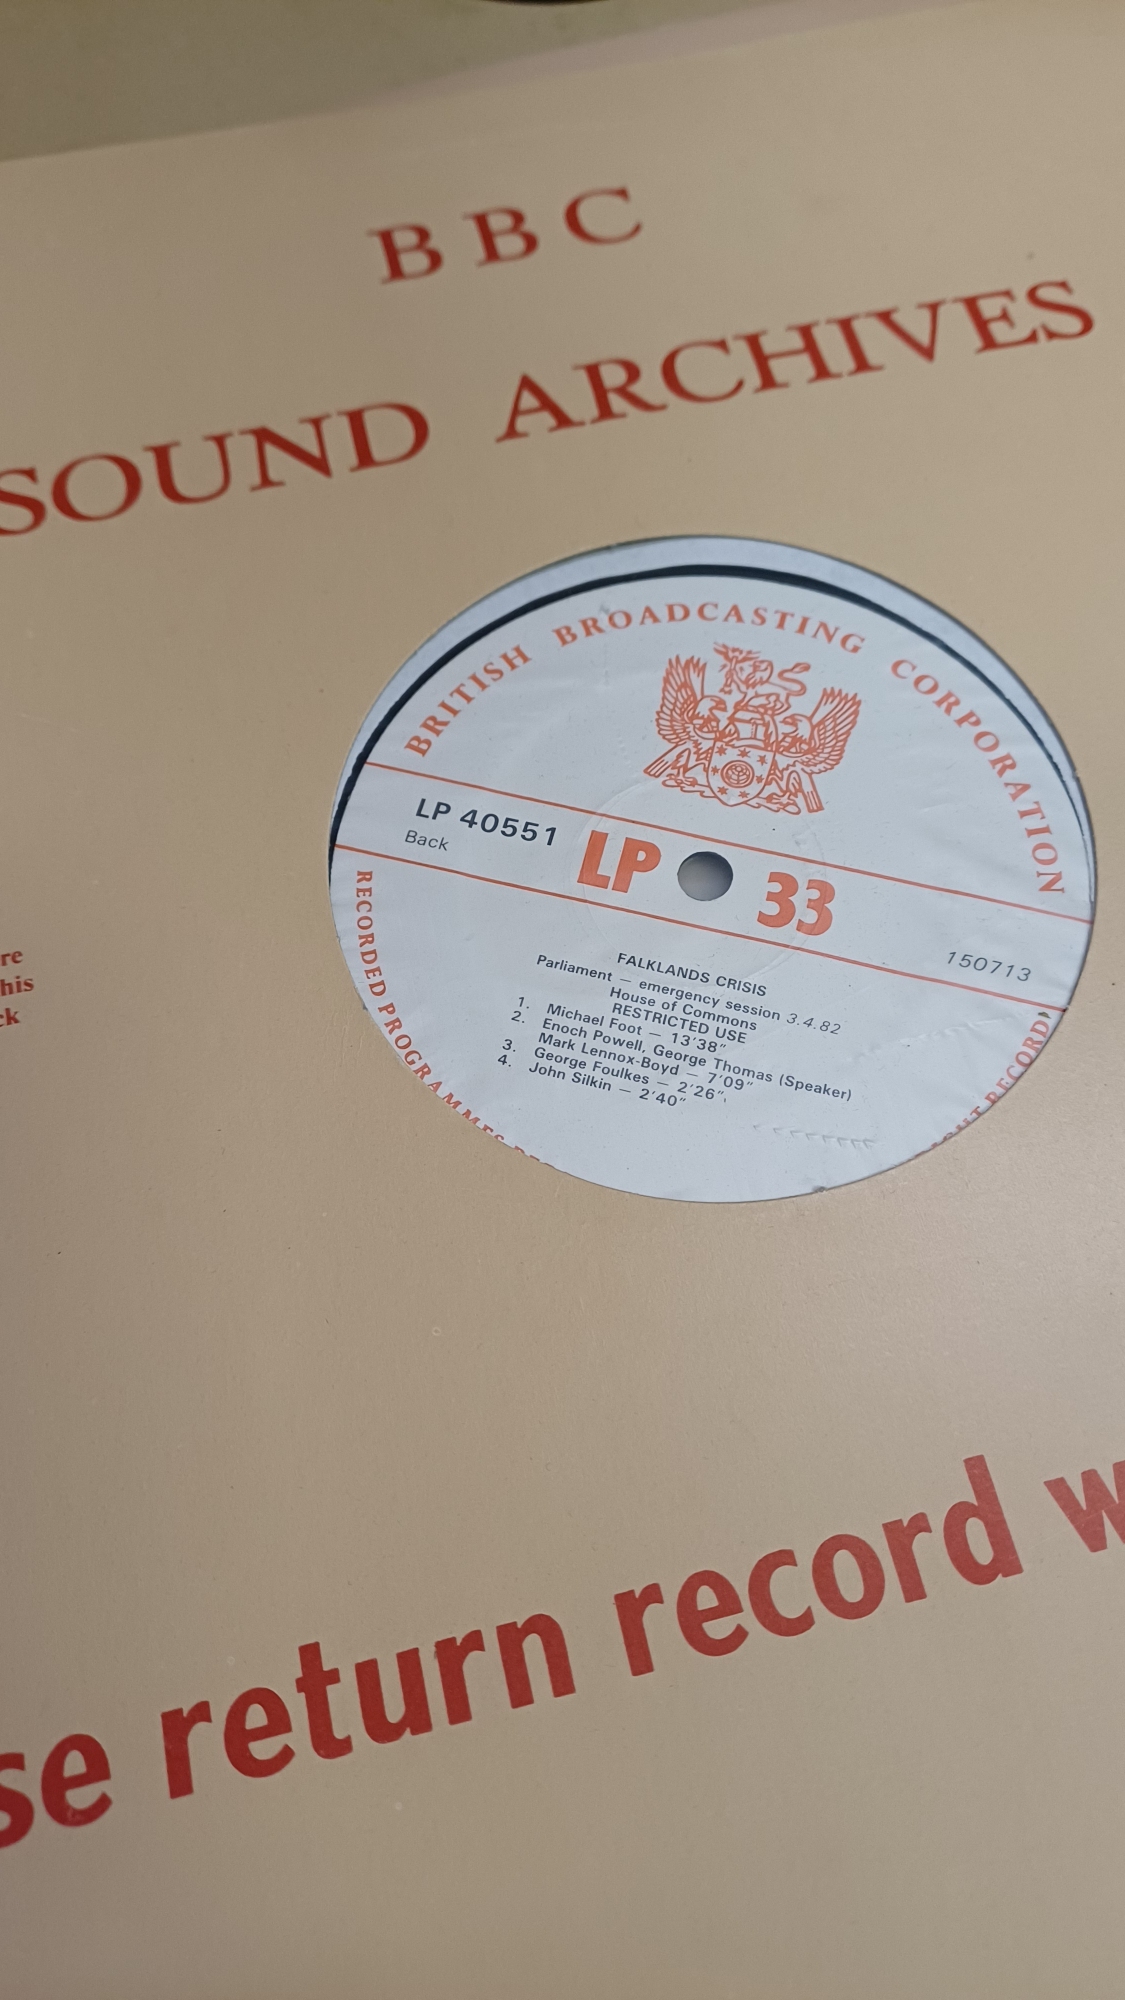 BBC
SOUND ARCHIVES
BRITISH BROADCASTING CORPORATION
LP 40551
Back
LP 33
150713
FALKLANDS CRISIS
Parliament — emergency session 3.4.82
House of Commons
RESTRICTED USE
1. Michael Foot — 13'38"
2. Enoch Powell, George Thomas (Speaker)
Mark Lennox-Boyd — 7'09"
3. George Foulkes — 2'26"
4. John Silkin — 2'40"
RECORDED PROGRAMMES
RECORD
re
his
ck
se return record w